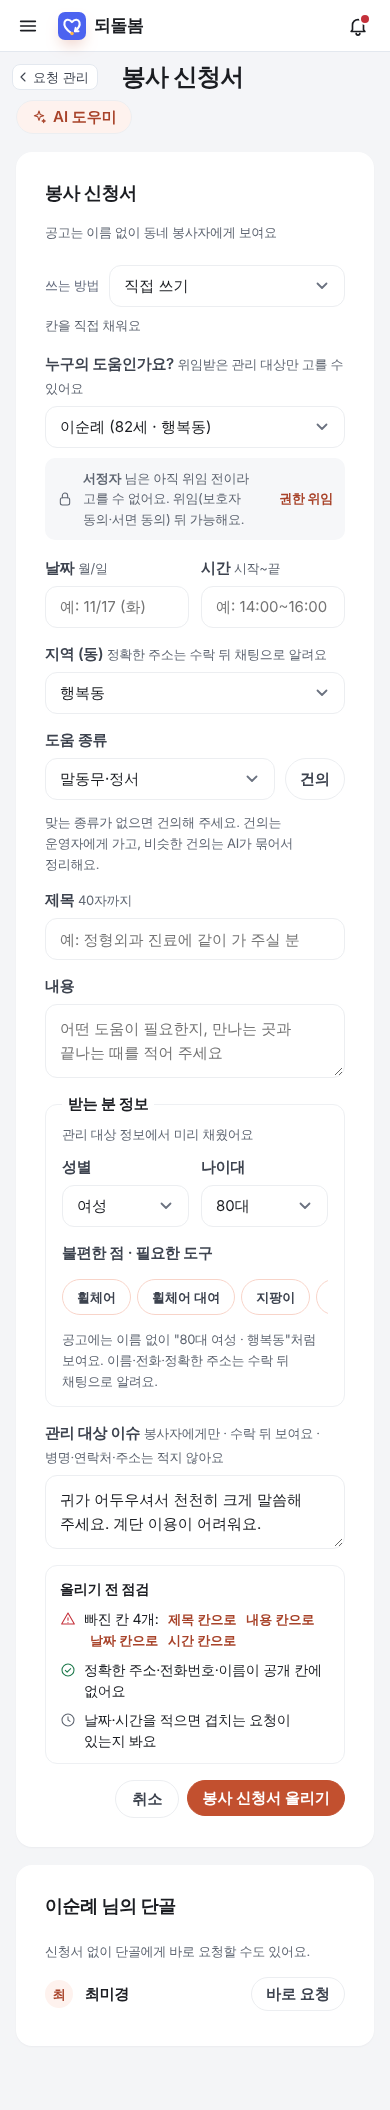 되돌봄
요청 관리
봉사 신청서
AI 도우미
봉사 신청서
공고는 이름 없이 동네 봉사자에게 보여요
쓰는 방법
직접 쓰기
칸을 직접 채워요
누구의 도움인가요? 위임받은 관리 대상만 고를 수
있어요
이순례 (82세 · 행복동)
서정자 님은 아직 위임 전이라
고를 수 없어요. 위임(보호자
동의·서면 동의) 뒤 가능해요.
권한 위임
날짜 월/일
시간 시작~끝
예: 11/17 (화)
예: 14:00~16:00
지역 (동) 정확한 주소는 수락 뒤 채팅으로 알려요
행복동
도움 종류
말동무·정서
건의
맞는 종류가 없으면 건의해 주세요. 건의는
운영자에게 가고, 비슷한 건의는 AI가 묶어서
정리해요.
제목 40자까지
예: 정형외과 진료에 같이 가 주실 분
내용
어떤 도움이 필요한지, 만나는 곳과
끝나는 때를 적어 주세요
받는 분 정보
관리 대상 정보에서 미리 채웠어요
성별
나이대
여성
80대
불편한 점 · 필요한 도구
휠체어
휠체어 대여
지팡이
공고에는 이름 없이 "80대 여성 · 행복동"처럼
보여요. 이름·전화·정확한 주소는 수락 뒤
채팅으로 알려요.
관리 대상 이슈 봉사자에게만 · 수락 뒤 보여요 ·
병명·연락처·주소는 적지 않아요
귀가 어두우셔서 천천히 크게 말씀해
주세요. 계단 이용이 어려워요.
올리기 전 점검
빠진 칸 4개: 제목 칸으로 내용 칸으로
날짜 칸으로 시간 칸으로
정확한 주소·전화번호·이름이 공개 칸에
없어요
날짜·시간을 적으면 겹치는 요청이
있는지 봐요
취소
봉사 신청서 올리기
이순례 님의 단골
신청서 없이 단골에게 바로 요청할 수도 있어요.
최
최미경
바로 요청